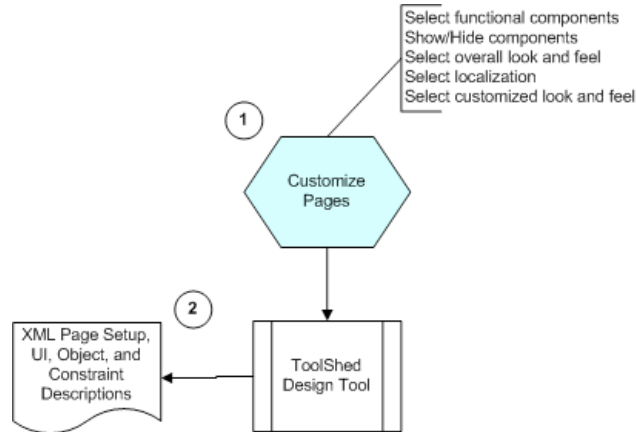 Select functional components
Show/Hide components
Select overall look and feel
Select localization
Select customized look and feel
1
Customize
Pages
2
XML Page Setup,
UI, Object, and
Constraint
Descriptions
ToolShed
Design Tool